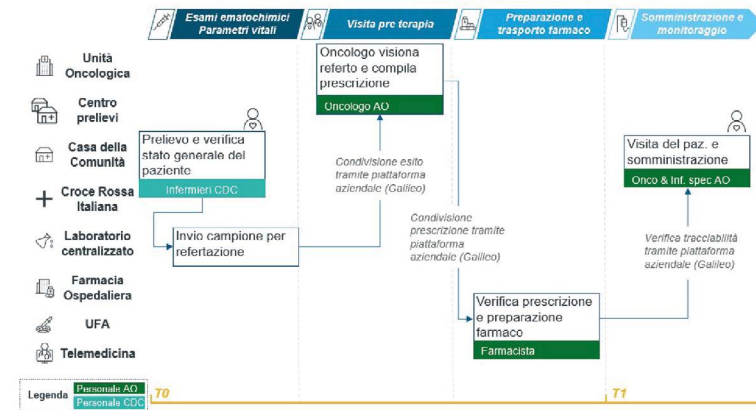 Esami ematochimici
Parametri vitali
Visita pre terapia
Preparazione e
trasporto farmaco
Somministrazione e
monitoraggio
Unità
Oncologica
Centro
prelievi
Casa della
Comunità
Croce Rossa
Italiana
Laboratorio
centralizzato
Farmacia
Ospedaliera
UFA
Telemedicina
Prelievo e verifica
stato generale del
paziente
Infermieri CDC
Invio campione per
refertazione
Oncologo visiona
referto e compila
prescrizione
Oncologo AO
Condivisione esito
tramite piattaforma
aziendale (Galileo)
Condivisione
prescrizione tramite
piattaforma
aziendale (Galileo)
Verifica prescrizione
e preparazione
farmaco
Farmacista
Visita del paz. e
somministrazione
Onco & Inf. spec AO
Verifica tracciabilità
tramite piattaforma
aziendale (Galileo)
Legenda
Personale AO
Personale CDC
T0
T1